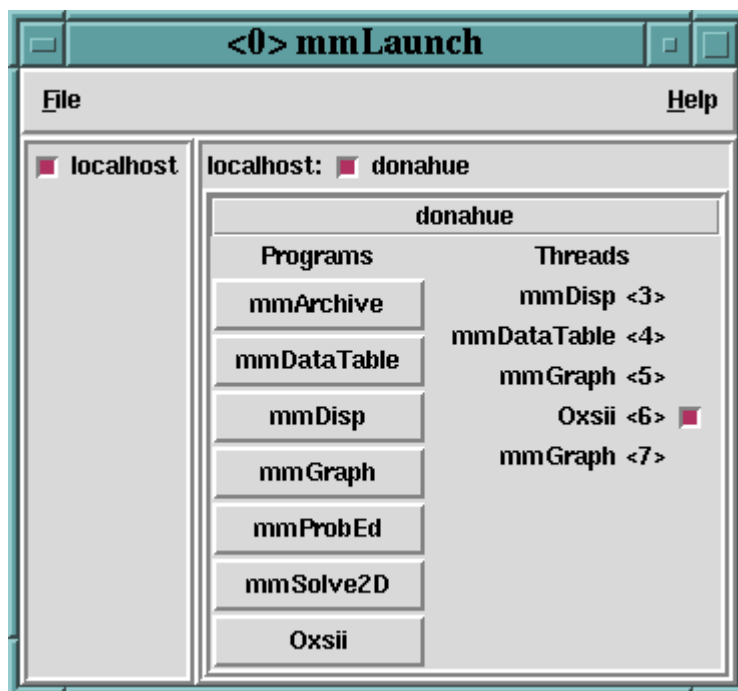 <0> mmLaunch
File Help
localhost
localhost: donahue
donahue
Programs
mmArchive
mmDataTable
mmDisp
mmGraph
mmProbEd
mmSolve2D
Oxsii
Threads
mmDisp <3>
mmDataTable <4>
mmGraph <5>
Oxsii <6>
mmGraph <7>